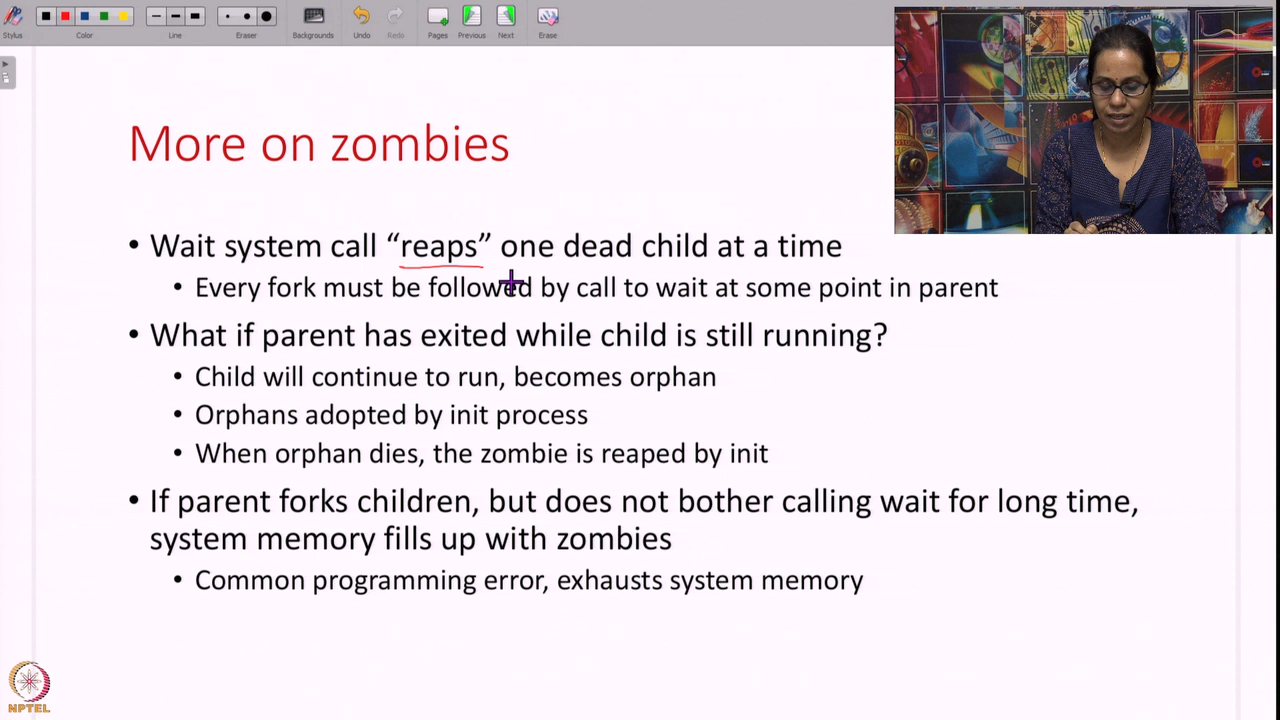 Stylus
Color
Line
Eraser
Backgrounds
Undo
Redo
Pages
Previous
Next
Erase
More on zombies
• Wait system call “reaps” one dead child at a time
• Every fork must be followed by call to wait at some point in parent
• What if parent has exited while child is still running?
• Child will continue to run, becomes orphan
• Orphans adopted by init process
• When orphan dies, the zombie is reaped by init
• If parent forks children, but does not bother calling wait for long time,
system memory fills up with zombies
• Common programming error, exhausts system memory
NPTEL